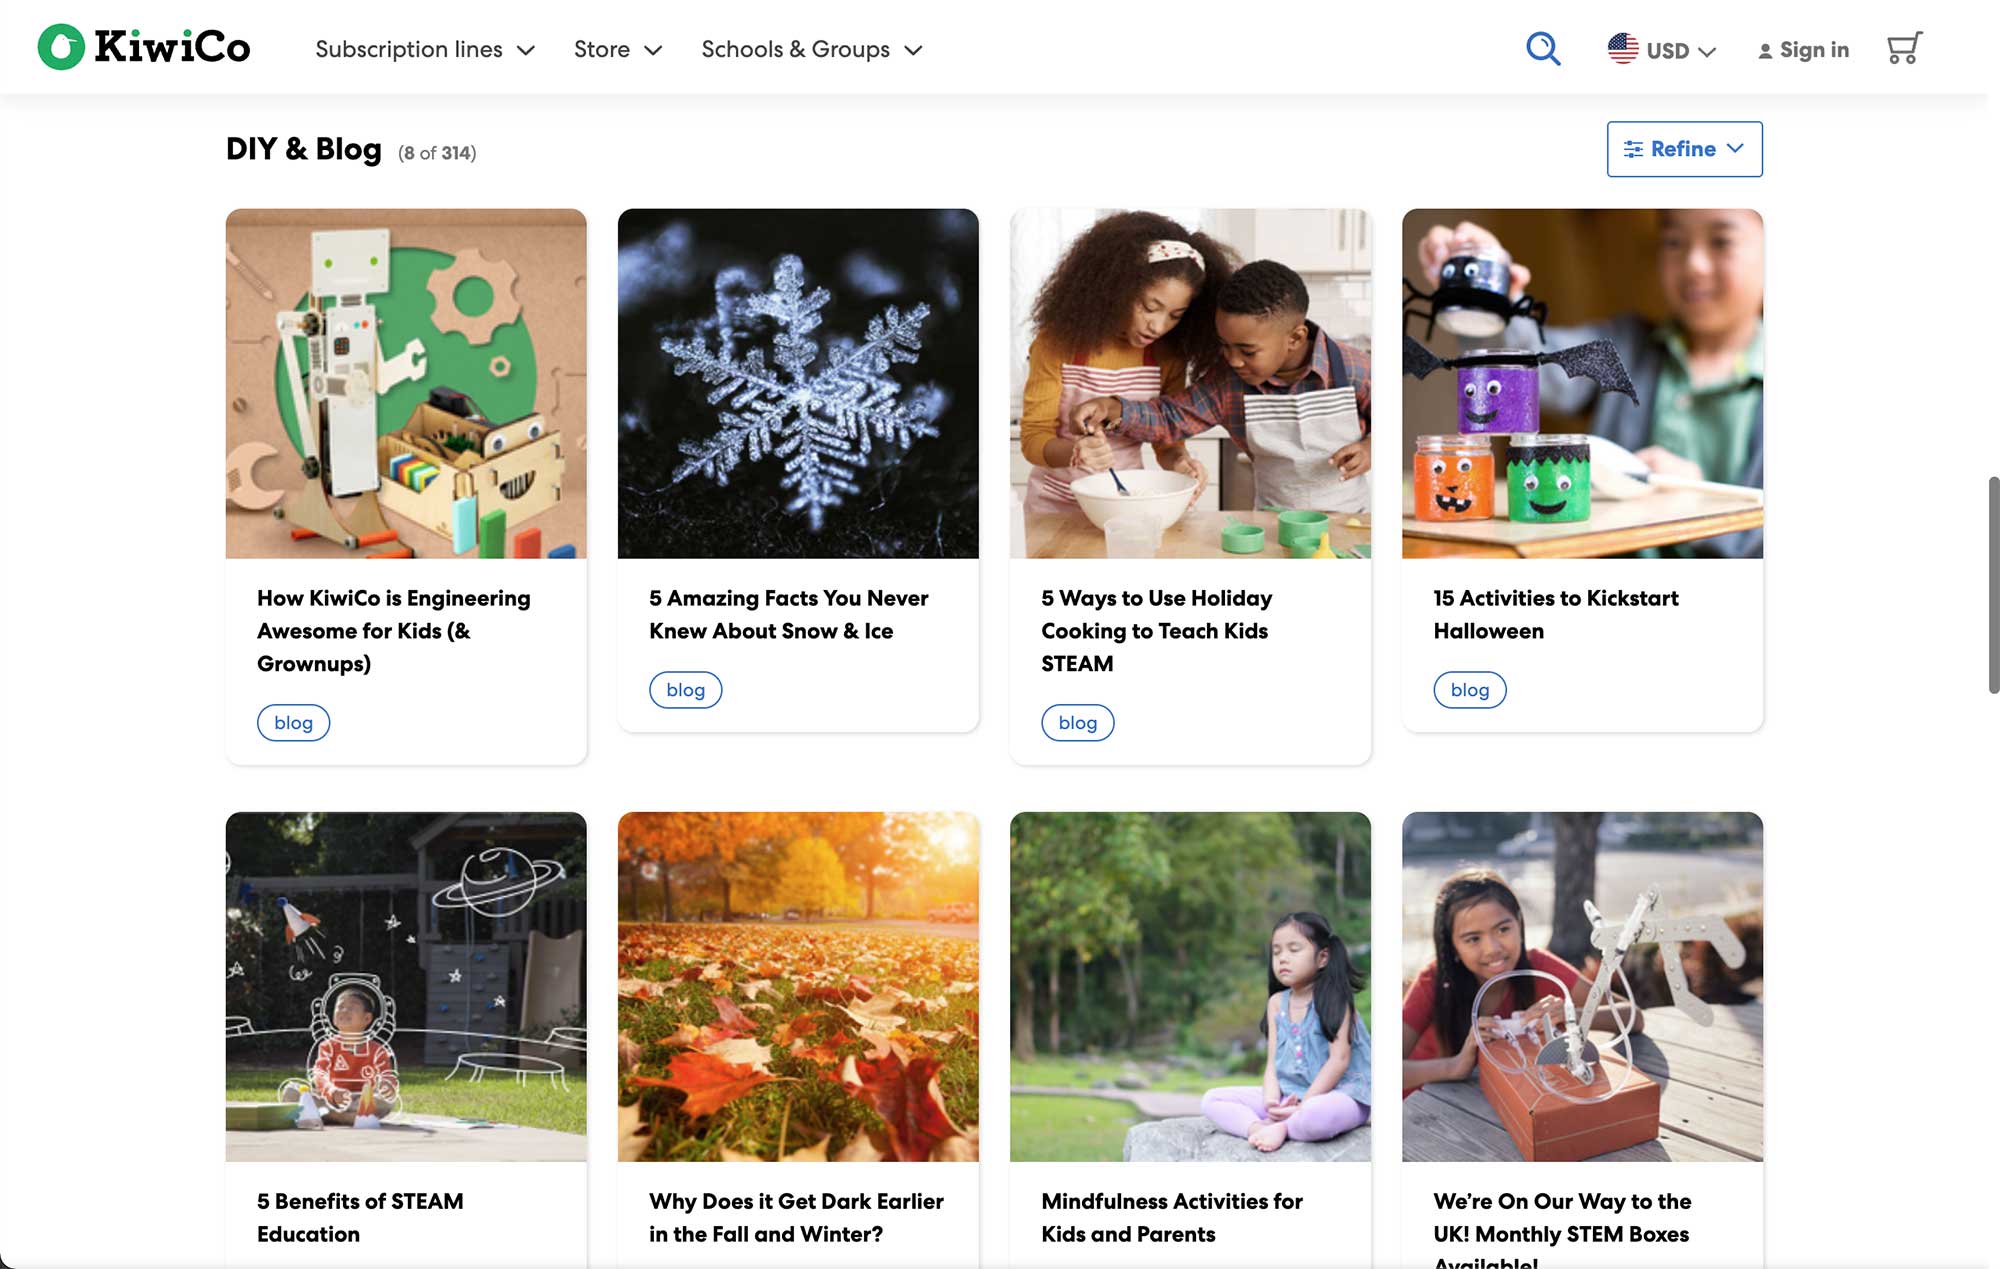 KiwiCo
Subscription lines
Store
Schools & Groups
USD
Sign in
DIY & Blog (8 of 314)
Refine
How KiwiCo is Engineering
Awesome for Kids (&
Grownups)
blog
5 Amazing Facts You Never
Knew About Snow & Ice
blog
5 Ways to Use Holiday
Cooking to Teach Kids
STEAM
blog
15 Activities to Kickstart
Halloween
blog
5 Benefits of STEAM
Education
Why Does it Get Dark Earlier
in the Fall and Winter?
Mindfulness Activities for
Kids and Parents
We’re On Our Way to the
UK! Monthly STEM Boxes
Available!